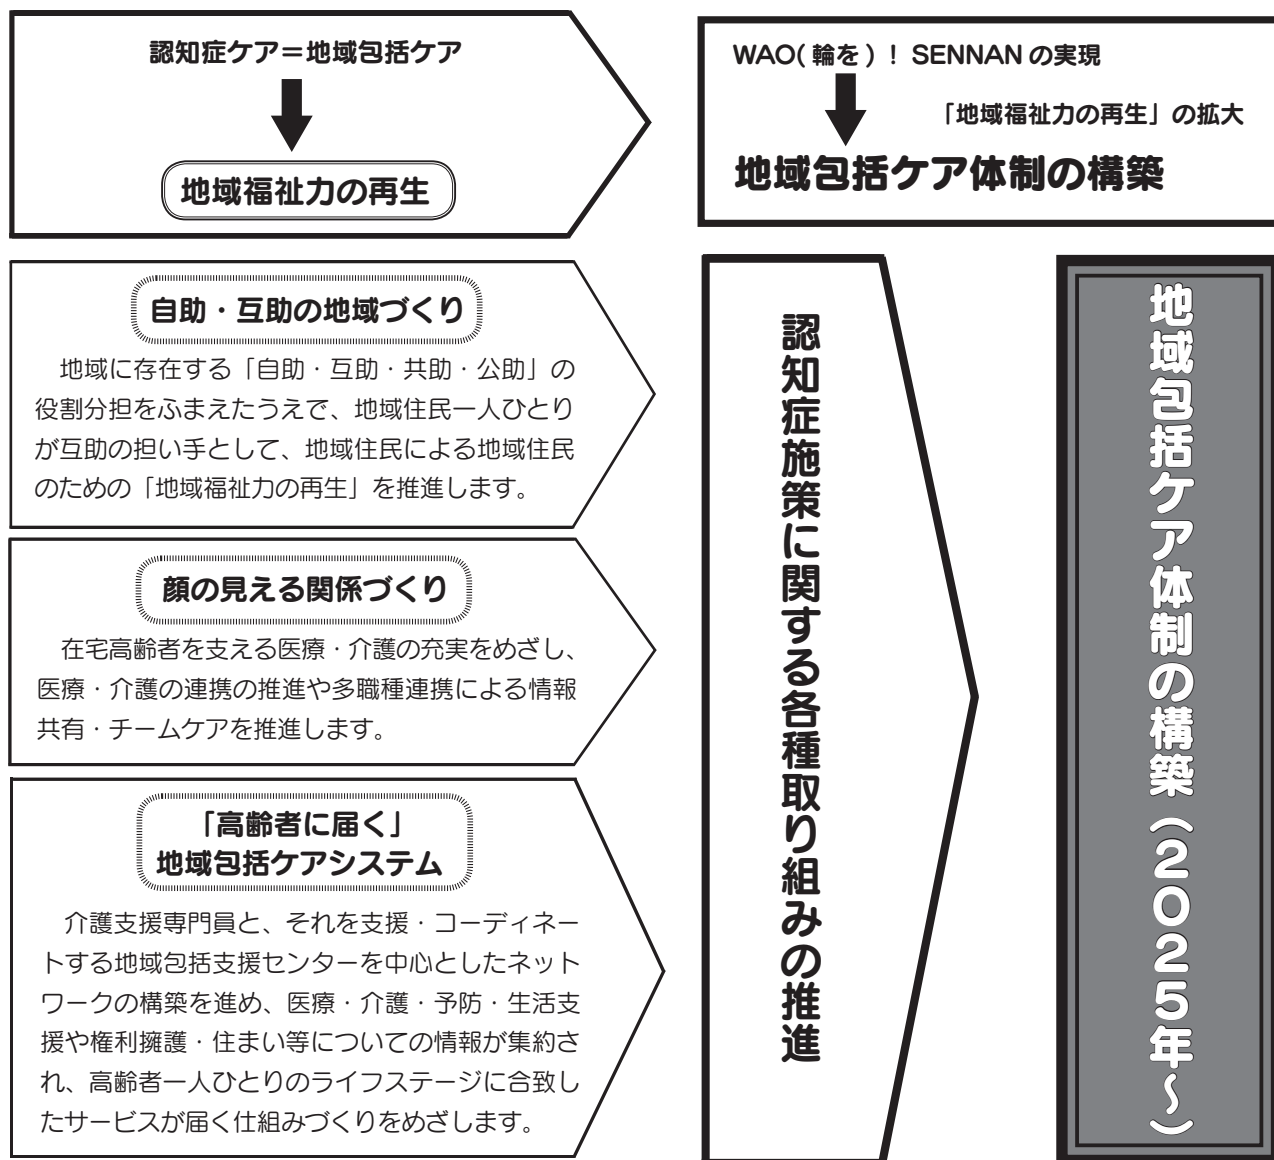 認知症ケア＝地域包括ケア
地域福祉力の再生
WAO(輪を)！SENNANの実現
「地域福祉力の再生」の拡大
地域包括ケア体制の構築
自助・互助の地域づくり
地域に存在する「自助・互助・共助・公助」の
役割分担をふまえたうえで、地域住民一人ひとり
が互助の担い手として、地域住民による地域住民
のための「地域福祉力の再生」を推進します。
顔の見える関係づくり
在宅高齢者を支える医療・介護の充実をめざし、
医療・介護の連携の推進や多職種連携による情報
共有・チームケアを推進します。
「高齢者に届く」
地域包括ケアシステム
介護支援専門員と、それを支援・コーディネー
トする地域包括支援センターを中心としたネット
ワークの構築を進め、医療・介護・予防・生活支
援や権利擁護・住まい等についての情報が集約さ
れ、高齢者一人ひとりのライフステージに合致し
たサービスが届く仕組みづくりをめざします。
認知症施策に関する各種取り組みの推進
地域包括ケア体制の構築（2025年～）